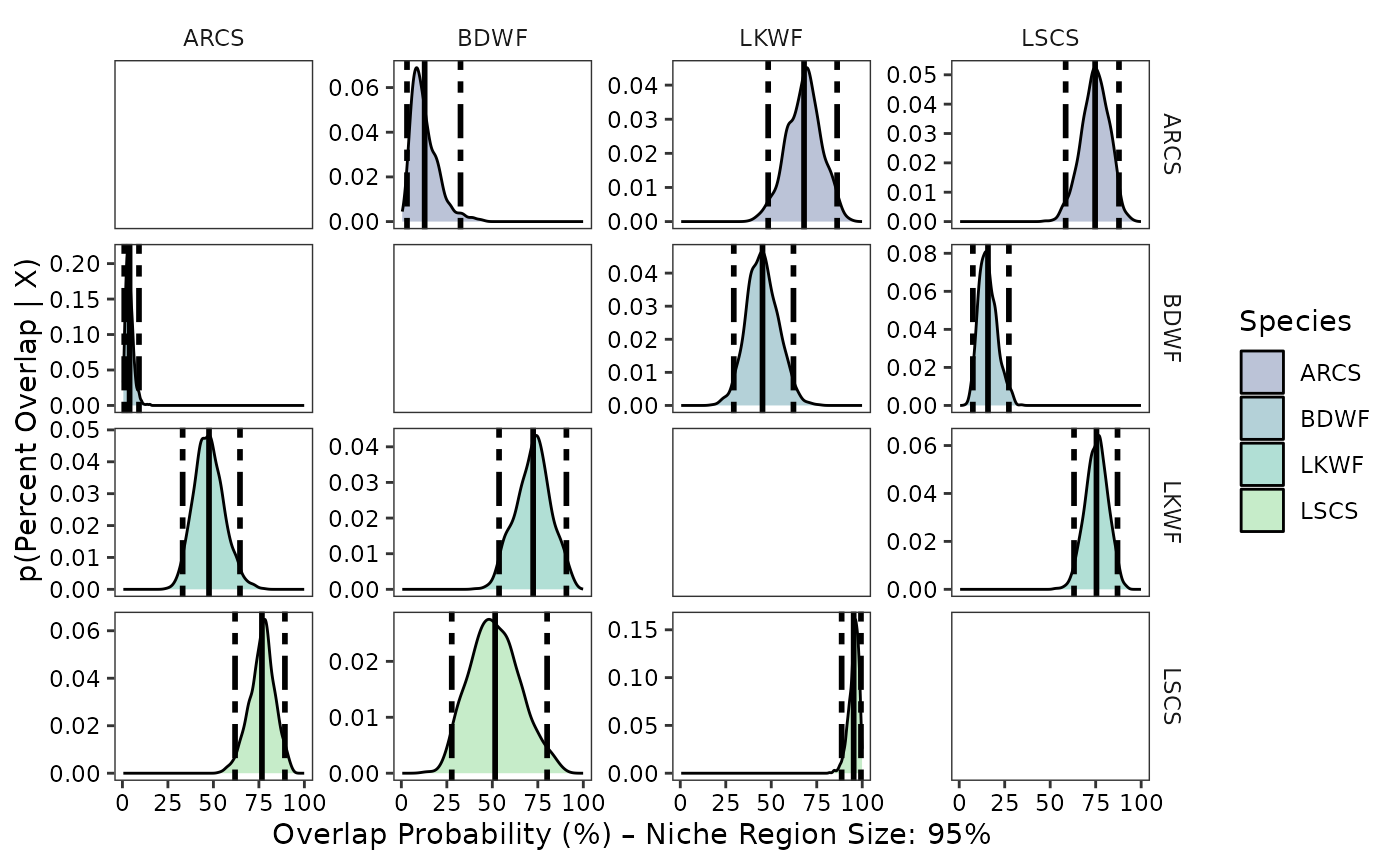 ARCS BDWF LKWF LSCS
0.06 0.04 0.02 0.00
0.04 0.03 0.02 0.01 0.00
0.05 0.04 0.03 0.02 0.01 0.00
ARCS
0.20 0.15 0.10 0.05 0.00
0.04 0.03 0.02 0.01 0.00
0.08 0.06 0.04 0.02 0.00
BDWF
0.05 0.04 0.03 0.02 0.01 0.00
0.04 0.03 0.02 0.01 0.00
0.06 0.04 0.02 0.00
LKWF
0.06 0.04 0.02 0.00
0.02 0.01 0.00
0.15 0.10 0.05 0.00
LSCS
0 25 50 75 100 0 25 50 75 100 0 25 50 75 100 0 25 50 75 100
Overlap Probability (%) – Niche Region Size: 95%
p(Percent Overlap | X)
Species
ARCS
BDWF
LKWF
LSCS